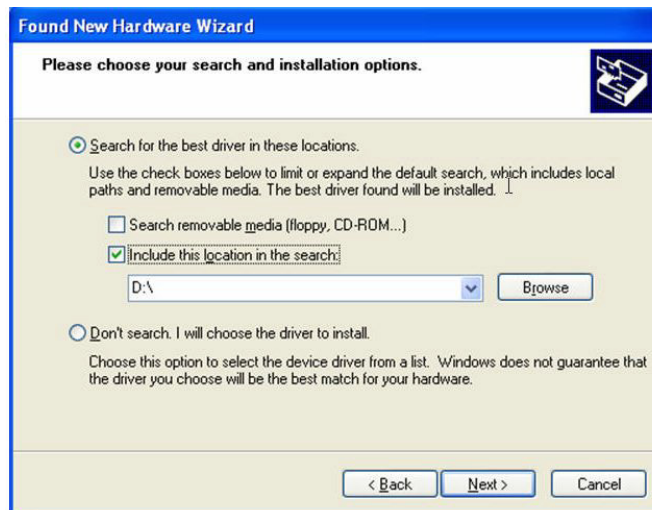 Found New Hardware Wizard
Please choose your search and installation options.
Search for the best driver in these locations.
Use the check boxes below to limit or expand the default search, which includes local
paths and removable media. The best driver found will be installed.
Search removable media (floppy, CD-ROM...)
Include this location in the search:
D:\
Browse
Don't search. I will choose the driver to install.
Choose this option to select the device driver from a list. Windows does not guarantee that
the driver you choose will be the best match for your hardware.
< Back
Next >
Cancel